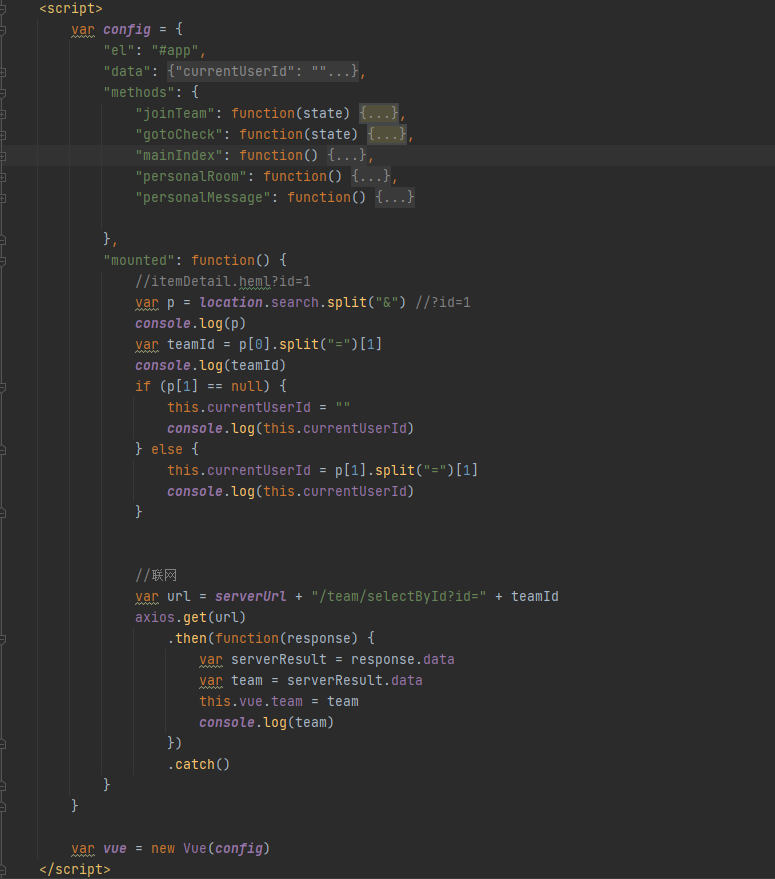 <script>
var config = {
"el": "#app",
"data": {"currentUserId": ""...},
"methods": {
"joinTeam": function(state) {...},
"gotoCheck": function(state) {...},
"mainIndex": function() {...},
"personalRoom": function() {...},
"personalMessage": function() {...}
},
"mounted": function() {
//itemDetail.heml?id=1
var p = location.search.split("&") //?id=1
console.log(p)
var teamId = p[0].split("=")[1]
console.log(teamId)
if (p[1] == null) {
this.currentUserId = ""
console.log(this.currentUserId)
} else {
this.currentUserId = p[1].split("=")[1]
console.log(this.currentUserId)
}
//联网
var url = serverUrl + "/team/selectById?id=" + teamId
axios.get(url)
.then(function(response) {
var serverResult = response.data
var team = serverResult.data
this.vue.team = team
console.log(team)
})
.catch()
}
}
var vue = new Vue(config)
</script>